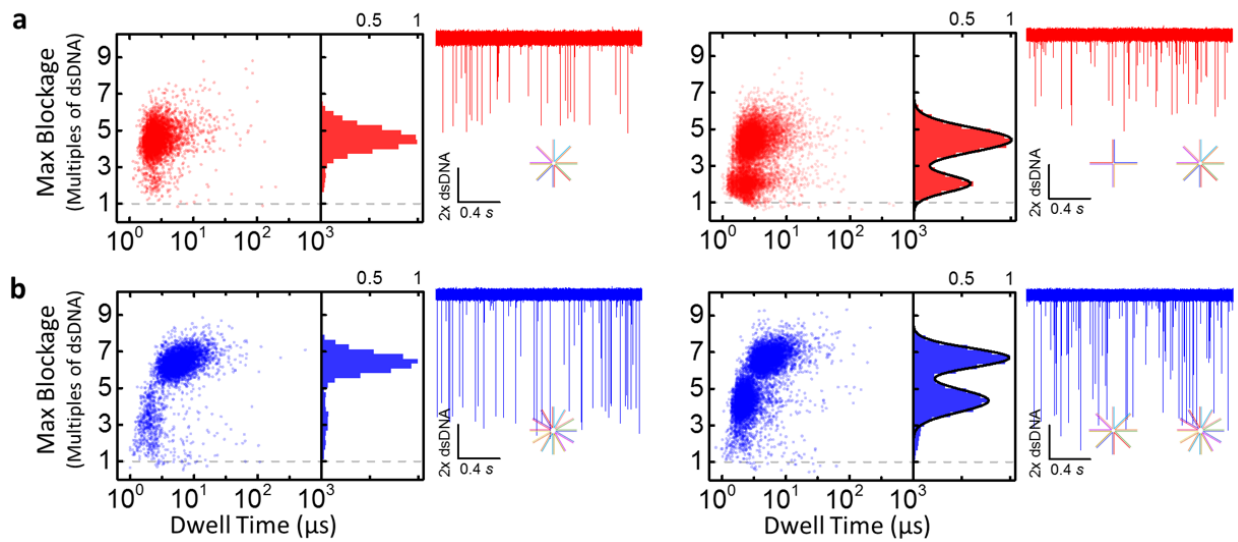 a
Max Blockage
(Multiples of dsDNA)
9
7
5
3
1
0.5 1
10⁰ 10¹ 10² 10³
2x dsDNA
0.4 s
9
7
5
3
1
0.5 1
10⁰ 10¹ 10² 10³
2x dsDNA
0.4 s
b
Max Blockage
(Multiples of dsDNA)
9
7
5
3
1
0.5 1
10⁰ 10¹ 10² 10³
Dwell Time (µs)
2x dsDNA
0.4 s
9
7
5
3
1
0.5 1
10⁰ 10¹ 10² 10³
Dwell Time (µs)
2x dsDNA
0.4 s